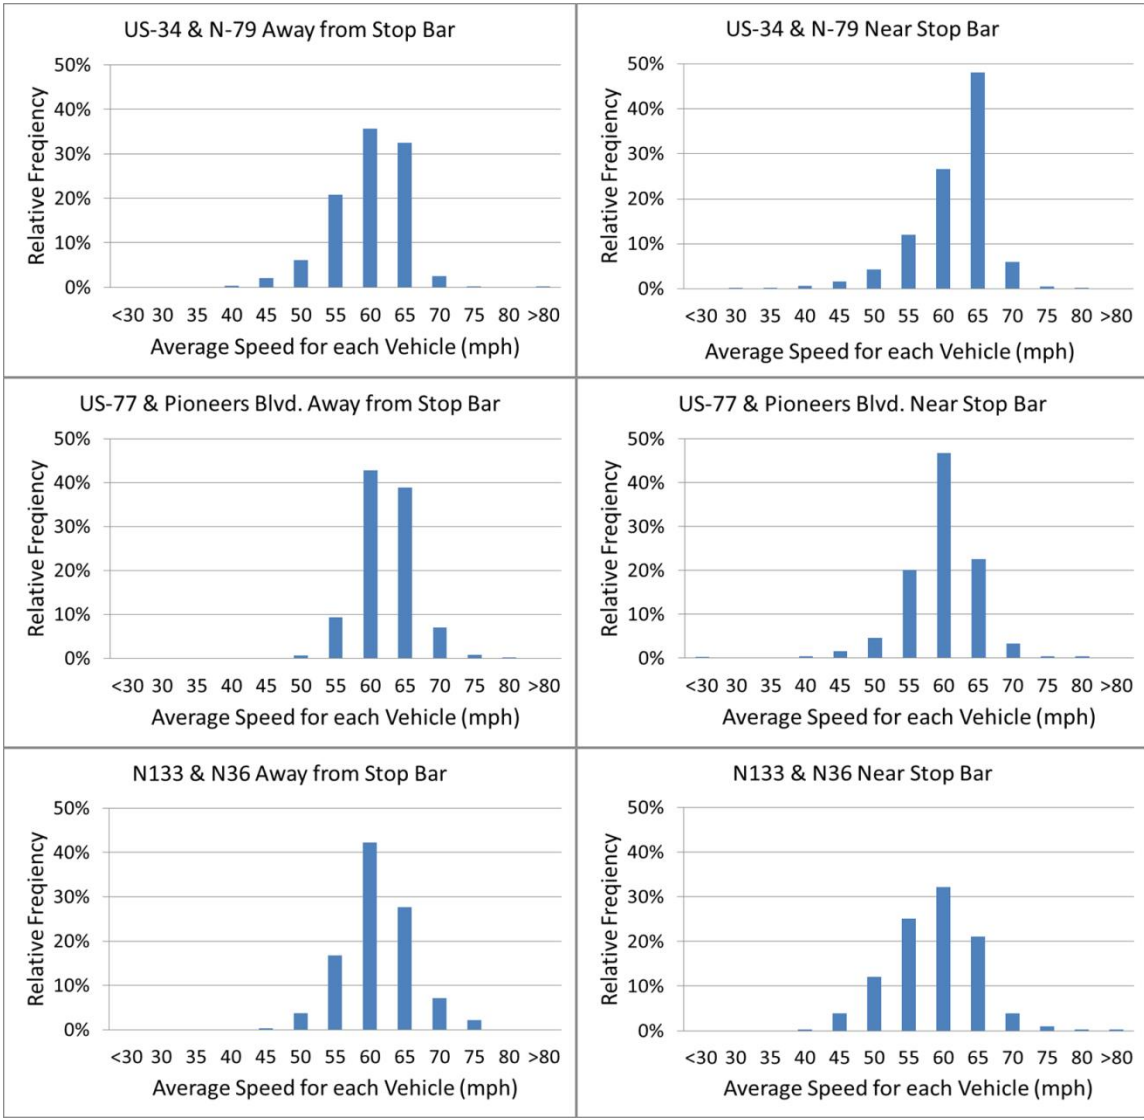 US-34 & N-79 Away from Stop Bar
Relative Freqiency
50%
40%
30%
20%
10%
0%
<30 30 35 40 45 50 55 60 65 70 75 80 >80
Average Speed for each Vehicle (mph)
US-34 & N-79 Near Stop Bar
Relative Freqiency
50%
40%
30%
20%
10%
0%
<30 30 35 40 45 50 55 60 65 70 75 80 >80
Average Speed for each Vehicle (mph)
US-77 & Pioneers Blvd. Away from Stop Bar
Relative Freqiency
50%
40%
30%
20%
10%
0%
<30 30 35 40 45 50 55 60 65 70 75 80 >80
Average Speed for each Vehicle (mph)
US-77 & Pioneers Blvd. Near Stop Bar
Relative Freqiency
50%
40%
30%
20%
10%
0%
<30 30 35 40 45 50 55 60 65 70 75 80 >80
Average Speed for each Vehicle (mph)
N133 & N36 Away from Stop Bar
Relative Freqiency
50%
40%
30%
20%
10%
0%
<30 30 35 40 45 50 55 60 65 70 75 80 >80
Average Speed for each Vehicle (mph)
N133 & N36 Near Stop Bar
Relative Freqiency
50%
40%
30%
20%
10%
0%
<30 30 35 40 45 50 55 60 65 70 75 80 >80
Average Speed for each Vehicle (mph)